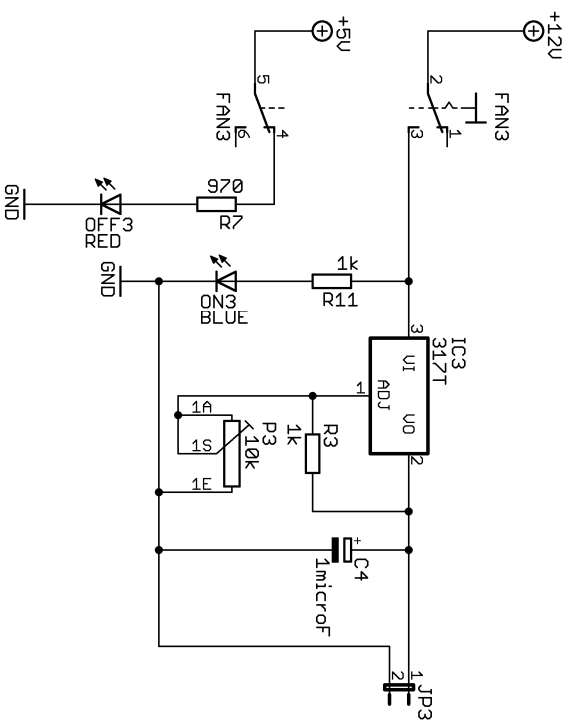 +5V
+12V
5
2
FAN3
FAN3
6
4
3
1
970
R7
OFF3
RED
GND
GND
1k
R11
ON3
BLUE
3
IC3
317T
VI
1
ADJ
VO
2
1A
1S
1E
P3
10k
R3
1k
+
C4
1microF
1
2
JP3